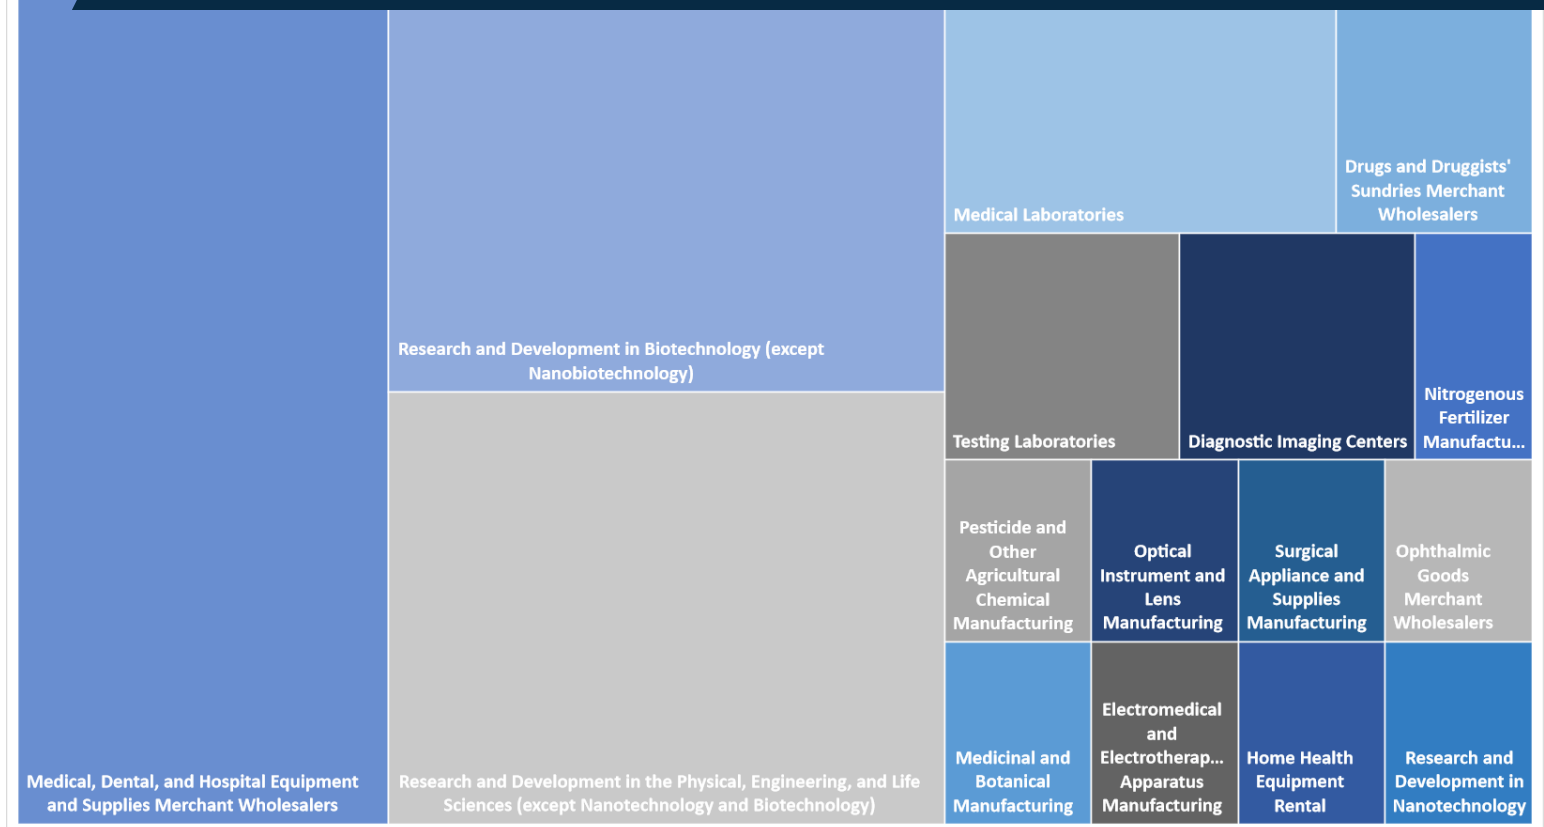 Medical, Dental, and Hospital Equipment
and Supplies Merchant Wholesalers
Research and Development in Biotechnology (except
Nanobiotechnology)
Research and Development in the Physical, Engineering, and Life
Sciences (except Nanotechnology and Biotechnology)
Medical Laboratories
Drugs and Druggists'
Sundries Merchant
Wholesalers
Testing Laboratories
Diagnostic Imaging Centers
Nitrogenous
Fertilizer
Manufactu...
Pesticide and
Other
Agricultural
Chemical
Manufacturing
Optical
Instrument and
Lens
Manufacturing
Surgical
Appliance and
Supplies
Manufacturing
Ophthalmic
Goods
Merchant
Wholesalers
Medicinal and
Botanical
Manufacturing
Electromedical
and
Electrotherap...
Apparatus
Manufacturing
Home Health
Equipment
Rental
Research and
Development in
Nanotechnology